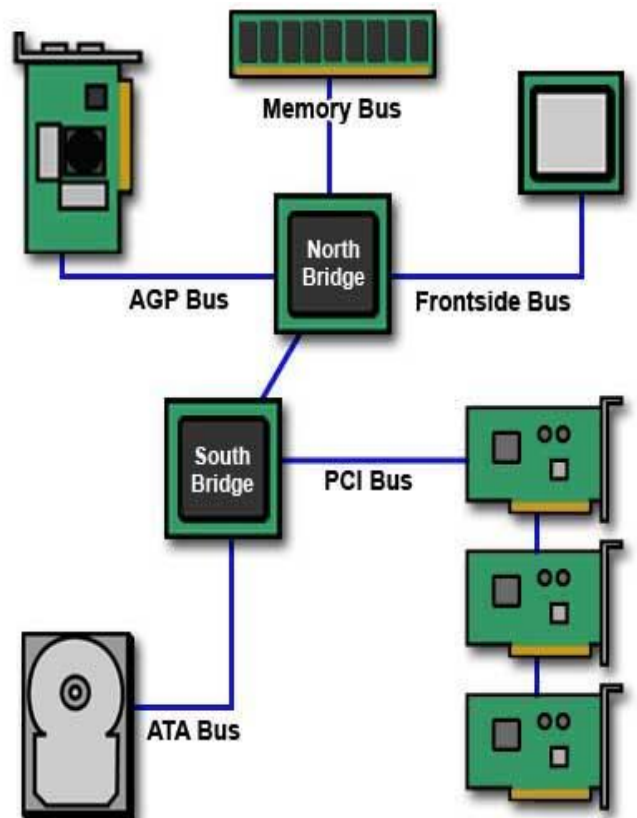 Memory Bus
North
Bridge
AGP Bus
Frontside Bus
South
Bridge
PCI Bus
ATA Bus